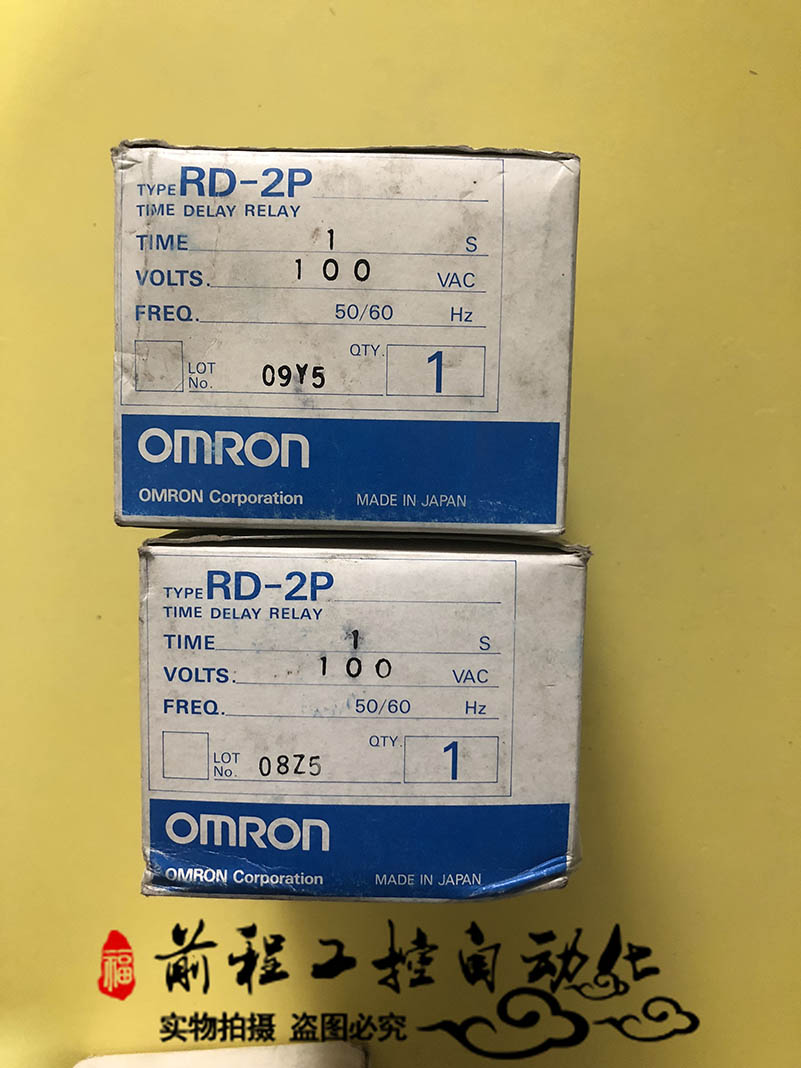 TYPE RD-2P
TIME DELAY RELAY
TIME 1 S
VOLTS. 100 VAC
FREQ. 50/60 Hz
QTY. 1
LOT No. 09Y5
OMRON
OMRON Corporation MADE IN JAPAN
TYPE RD-2P
TIME DELAY RELAY
TIME 1 S
VOLTS. 100 VAC
FREQ. 50/60 Hz
QTY. 1
LOT No. 08Z5
OMRON
OMRON Corporation MADE IN JAPAN
福 前程工控自动化
实物拍摄 盗图必究